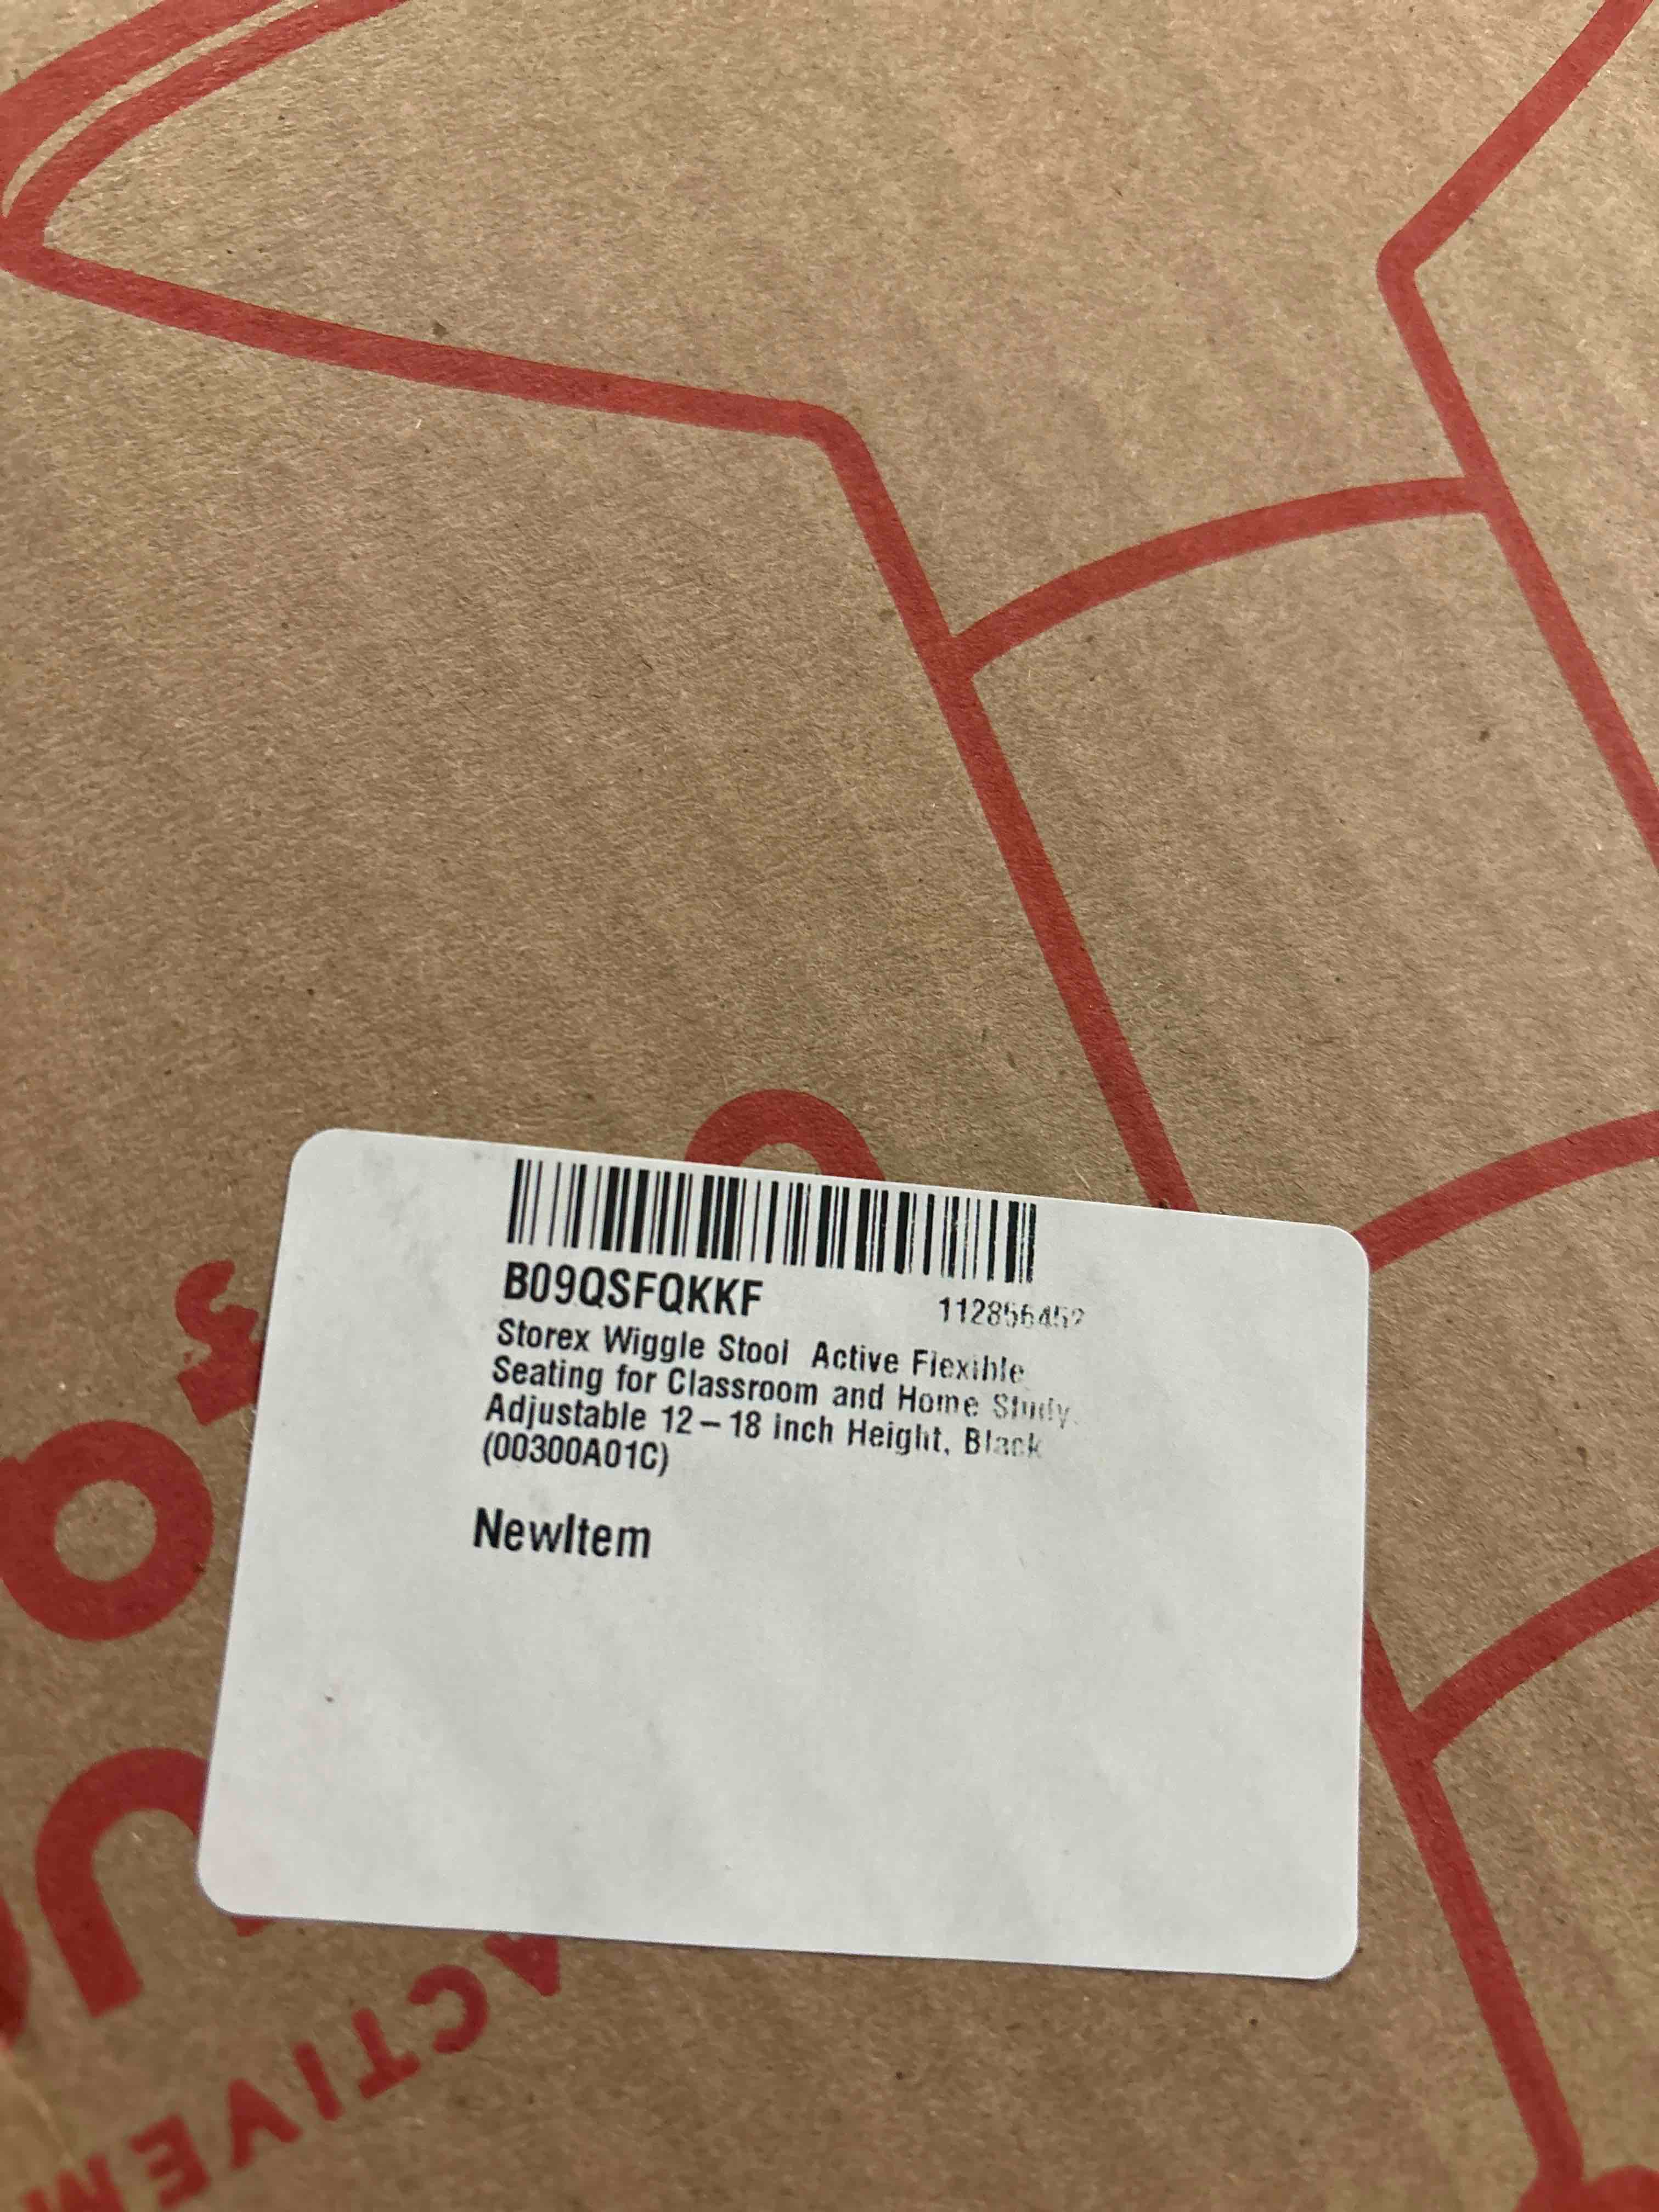 B09QSFQKKF
Storex Wiggle Stool Active Flexible
Seating for Classroom and Home Study,
Adjustable 12 – 18 inch Height, Black
(00300A01C)
NewItem